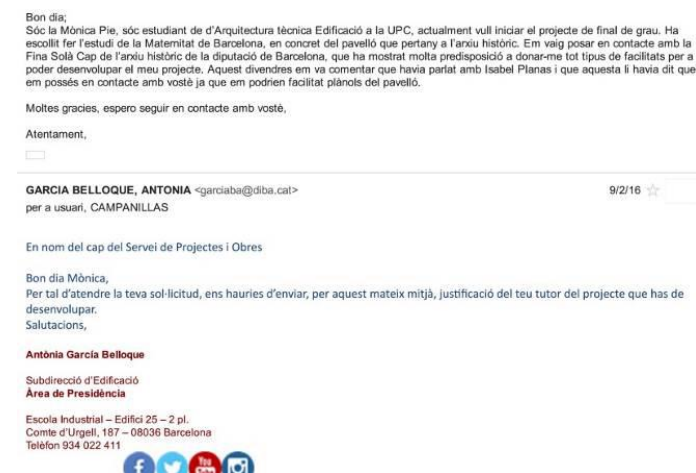 Bon dia;
Sóc la Mònica Pie, sóc estudiant de d'Arquitectura tècnica Edificació a la UPC, actualment vull iniciar el projecte de final de grau. Ha
escollit fer l'estudi de la Maternitat de Barcelona, en concret del pavelló que pertany a l'arxiu històric. Em vaig posar en contacte amb la
Fina Solà Cap de l'arxiu històric de la diputació de Barcelona, que ha mostrat molta predisposició a donar-me tot tipus de facilitats per a
poder desenvolupar el meu projecte. Aquest divendres em va comentar que havia parlat amb Isabel Planas i que aquesta li havia dit que
em possés en contacte amb vostè ja que em podrien facilitat plànols del pavelló.
Moltes gracies, espero seguir en contacte amb vostè,
Atentament,
GARCIA BELLOQUE, ANTONIA <garciaba@diba.cat>
9/2/16
per a usuari, CAMPANILLAS
En nom del cap del Servei de Projectes i Obres
Bon dia Mònica,
Per tal d'atendre la teva sol·licitud, ens hauries d'enviar, per aquest mateix mitjà, justificació del teu tutor del projecte que has de
desenvolupar.
Salutacions,
Antònia García Belloque
Subdirecció d'Edificació
Àrea de Presidència
Escola Industrial – Edifici 25 – 2 pl.
Comte d'Urgell, 187 – 08036 Barcelona
Telèfon 934 022 411
You